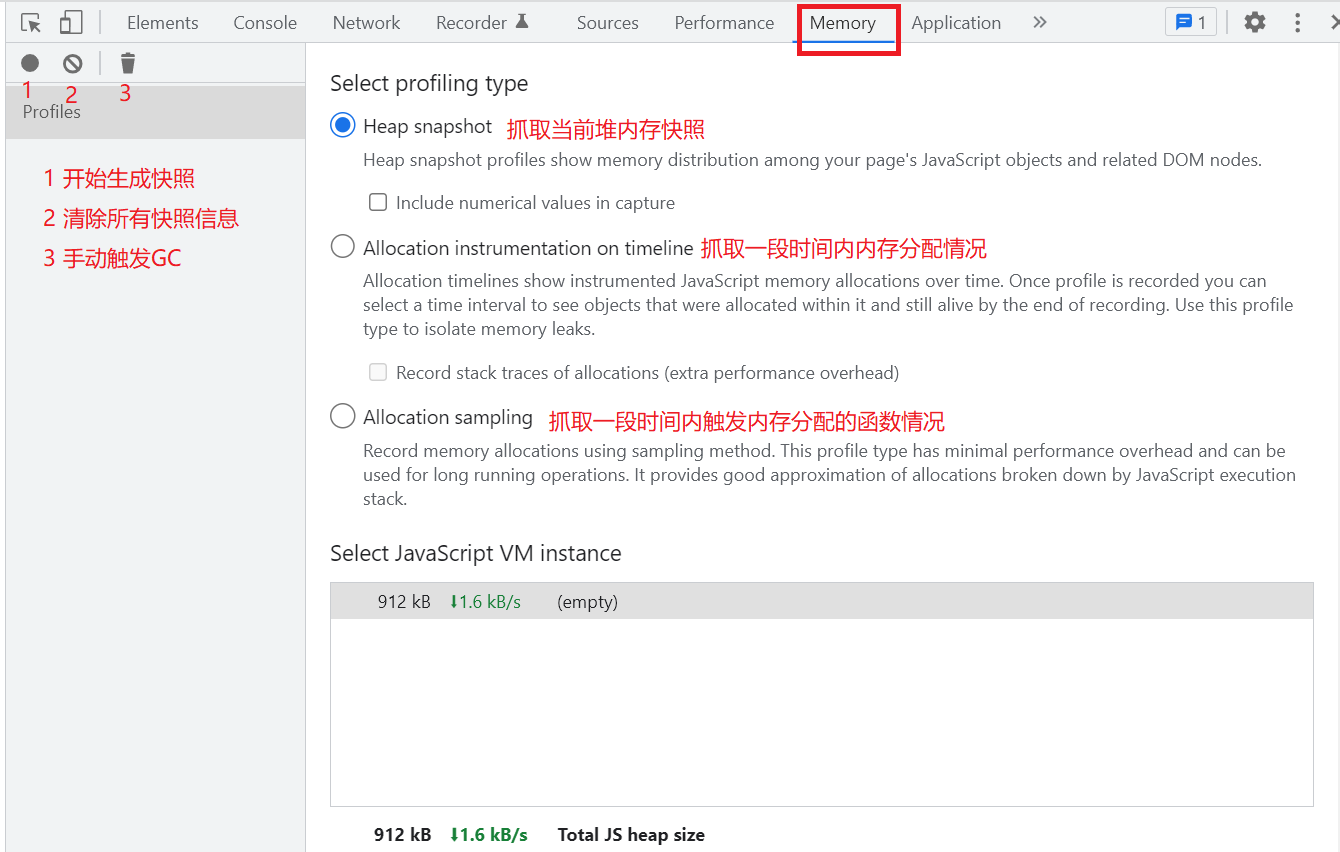 Elements Console Network Recorder Sources Performance Memory Application 1
1 2 3
Profiles
1 开始生成快照
2 清除所有快照信息
3 手动触发GC
Select profiling type
Heap snapshot 抓取当前堆内存快照
Heap snapshot profiles show memory distribution among your page's JavaScript objects and related DOM nodes.
Include numerical values in capture
Allocation instrumentation on timeline 抓取一段时间内内存分配情况
Allocation timelines show instrumented JavaScript memory allocations over time. Once profile is recorded you can
select a time interval to see objects that were allocated within it and still alive by the end of recording. Use this profile
type to isolate memory leaks.
Record stack traces of allocations (extra performance overhead)
Allocation sampling 抓取一段时间内触发内存分配的函数情况
Record memory allocations using sampling method. This profile type has minimal performance overhead and can be
used for long running operations. It provides good approximation of allocations broken down by JavaScript execution
stack.
Select JavaScript VM instance
912 kB ⬇1.6 kB/s (empty)
912 kB ⬇1.6 kB/s Total JS heap size